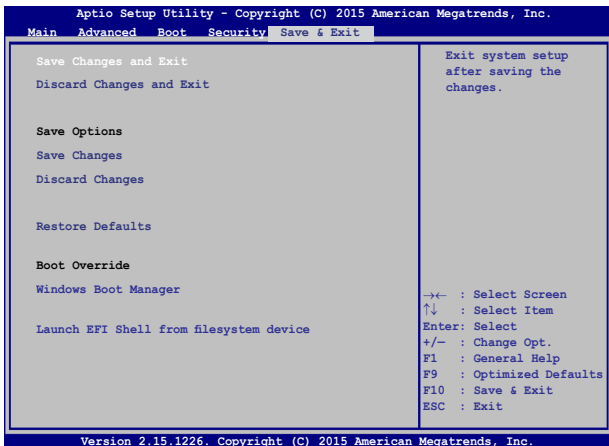 Aptio Setup Utility - Copyright (C) 2015 American Megatrends, Inc.
Main Advanced Boot Security Save & Exit
Save Changes and Exit
Discard Changes and Exit
Save Options
Save Changes
Discard Changes
Restore Defaults
Boot Override
Windows Boot Manager
Launch EFI Shell from filesystem device
Exit system setup
after saving the
changes.
→← : Select Screen
↑↓ : Select Item
Enter: Select
+/— : Change Opt.
F1 : General Help
F9 : Optimized Defaults
F10 : Save & Exit
ESC : Exit
Version 2.15.1226. Copyright (C) 2015 American Megatrends, Inc.